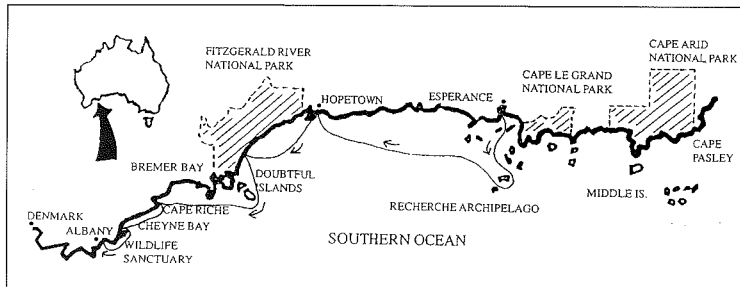 FITZGERALD RIVER
NATIONAL PARK
HOPETOWN
ESPERANCE
CAPE LE GRAND
NATIONAL PARK
CAPE ARID
NATIONAL PARK
CAPE
PASLEY
BREMER BAY
DOUBTFUL
ISLANDS
RECHERCHE ARCHIPELAGO
MIDDLE IS.
CAPE RICHE
CHEYNE BAY
DENMARK
ALBANY
WILDLIFE
SANCTUARY
SOUTHERN OCEAN